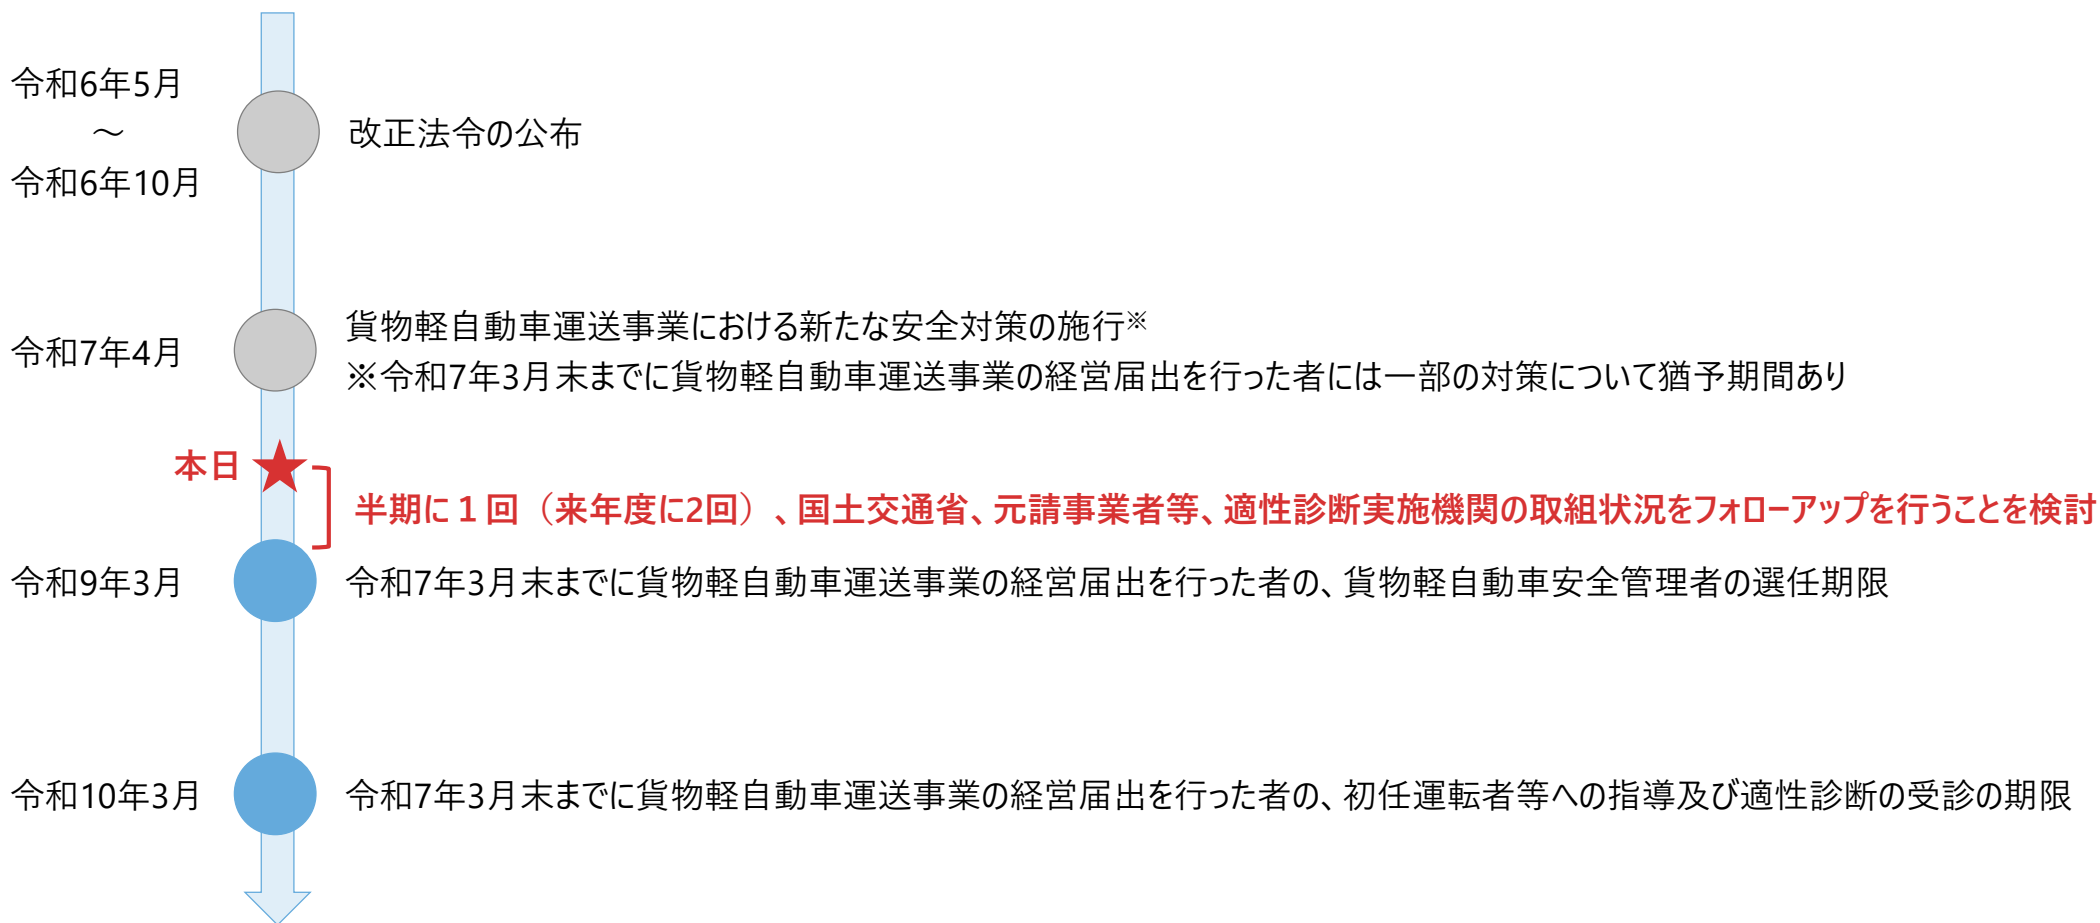 令和6年5月
～
令和6年10月
改正法令の公布
令和7年4月
貨物軽自動車運送事業における新たな安全対策の施行※
※令和7年3月末までに貨物軽自動車運送事業の経営届出を行った者には一部の対策について猶予期間あり
本日
半期に１回（来年度に2回）、国土交通省、元請事業者等、適性診断実施機関の取組状況をフォローアップを行うことを検討
令和9年3月
令和7年3月末までに貨物軽自動車運送事業の経営届出を行った者の、貨物軽自動車安全管理者の選任期限
令和10年3月
令和7年3月末までに貨物軽自動車運送事業の経営届出を行った者の、初任運転者等への指導及び適性診断の受診の期限